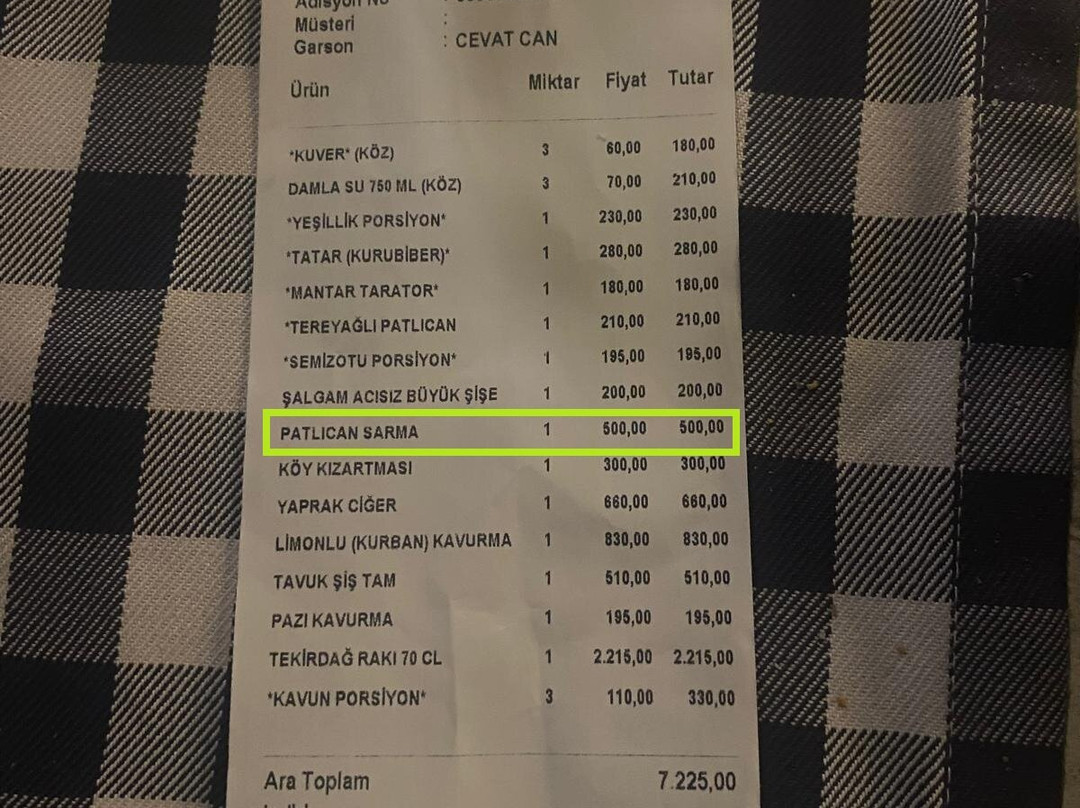 Adisyon No
Müşteri :
Garson : CEVAT CAN
Ürün Miktar Fiyat Tutar
*KUVER* (KÖZ) 3 60,00 180,00
DAMLA SU 750 ML (KÖZ) 3 70,00 210,00
*YEŞİLLİK PORSİYON* 1 230,00 230,00
*TATAR (KURUBİBER)* 1 280,00 280,00
*MANTAR TARATOR* 1 180,00 180,00
*TEREYAĞLI PATLICAN 1 210,00 210,00
*SEMİZOTU PORSİYON* 1 195,00 195,00
ŞALGAM ACISIZ BÜYÜK ŞİŞE 1 200,00 200,00
PATLICAN SARMA 1 500,00 500,00
KÖY KIZARTMASI 1 300,00 300,00
YAPRAK CİĞER 1 660,00 660,00
LİMONLU (KURBAN) KAVURMA 1 830,00 830,00
TAVUK ŞİŞ TAM 1 510,00 510,00
PAZI KAVURMA 1 195,00 195,00
TEKİRDAĞ RAKI 70 CL 1 2.215,00 2.215,00
*KAVUN PORSİYON* 3 110,00 330,00
Ara Toplam 7.225,00